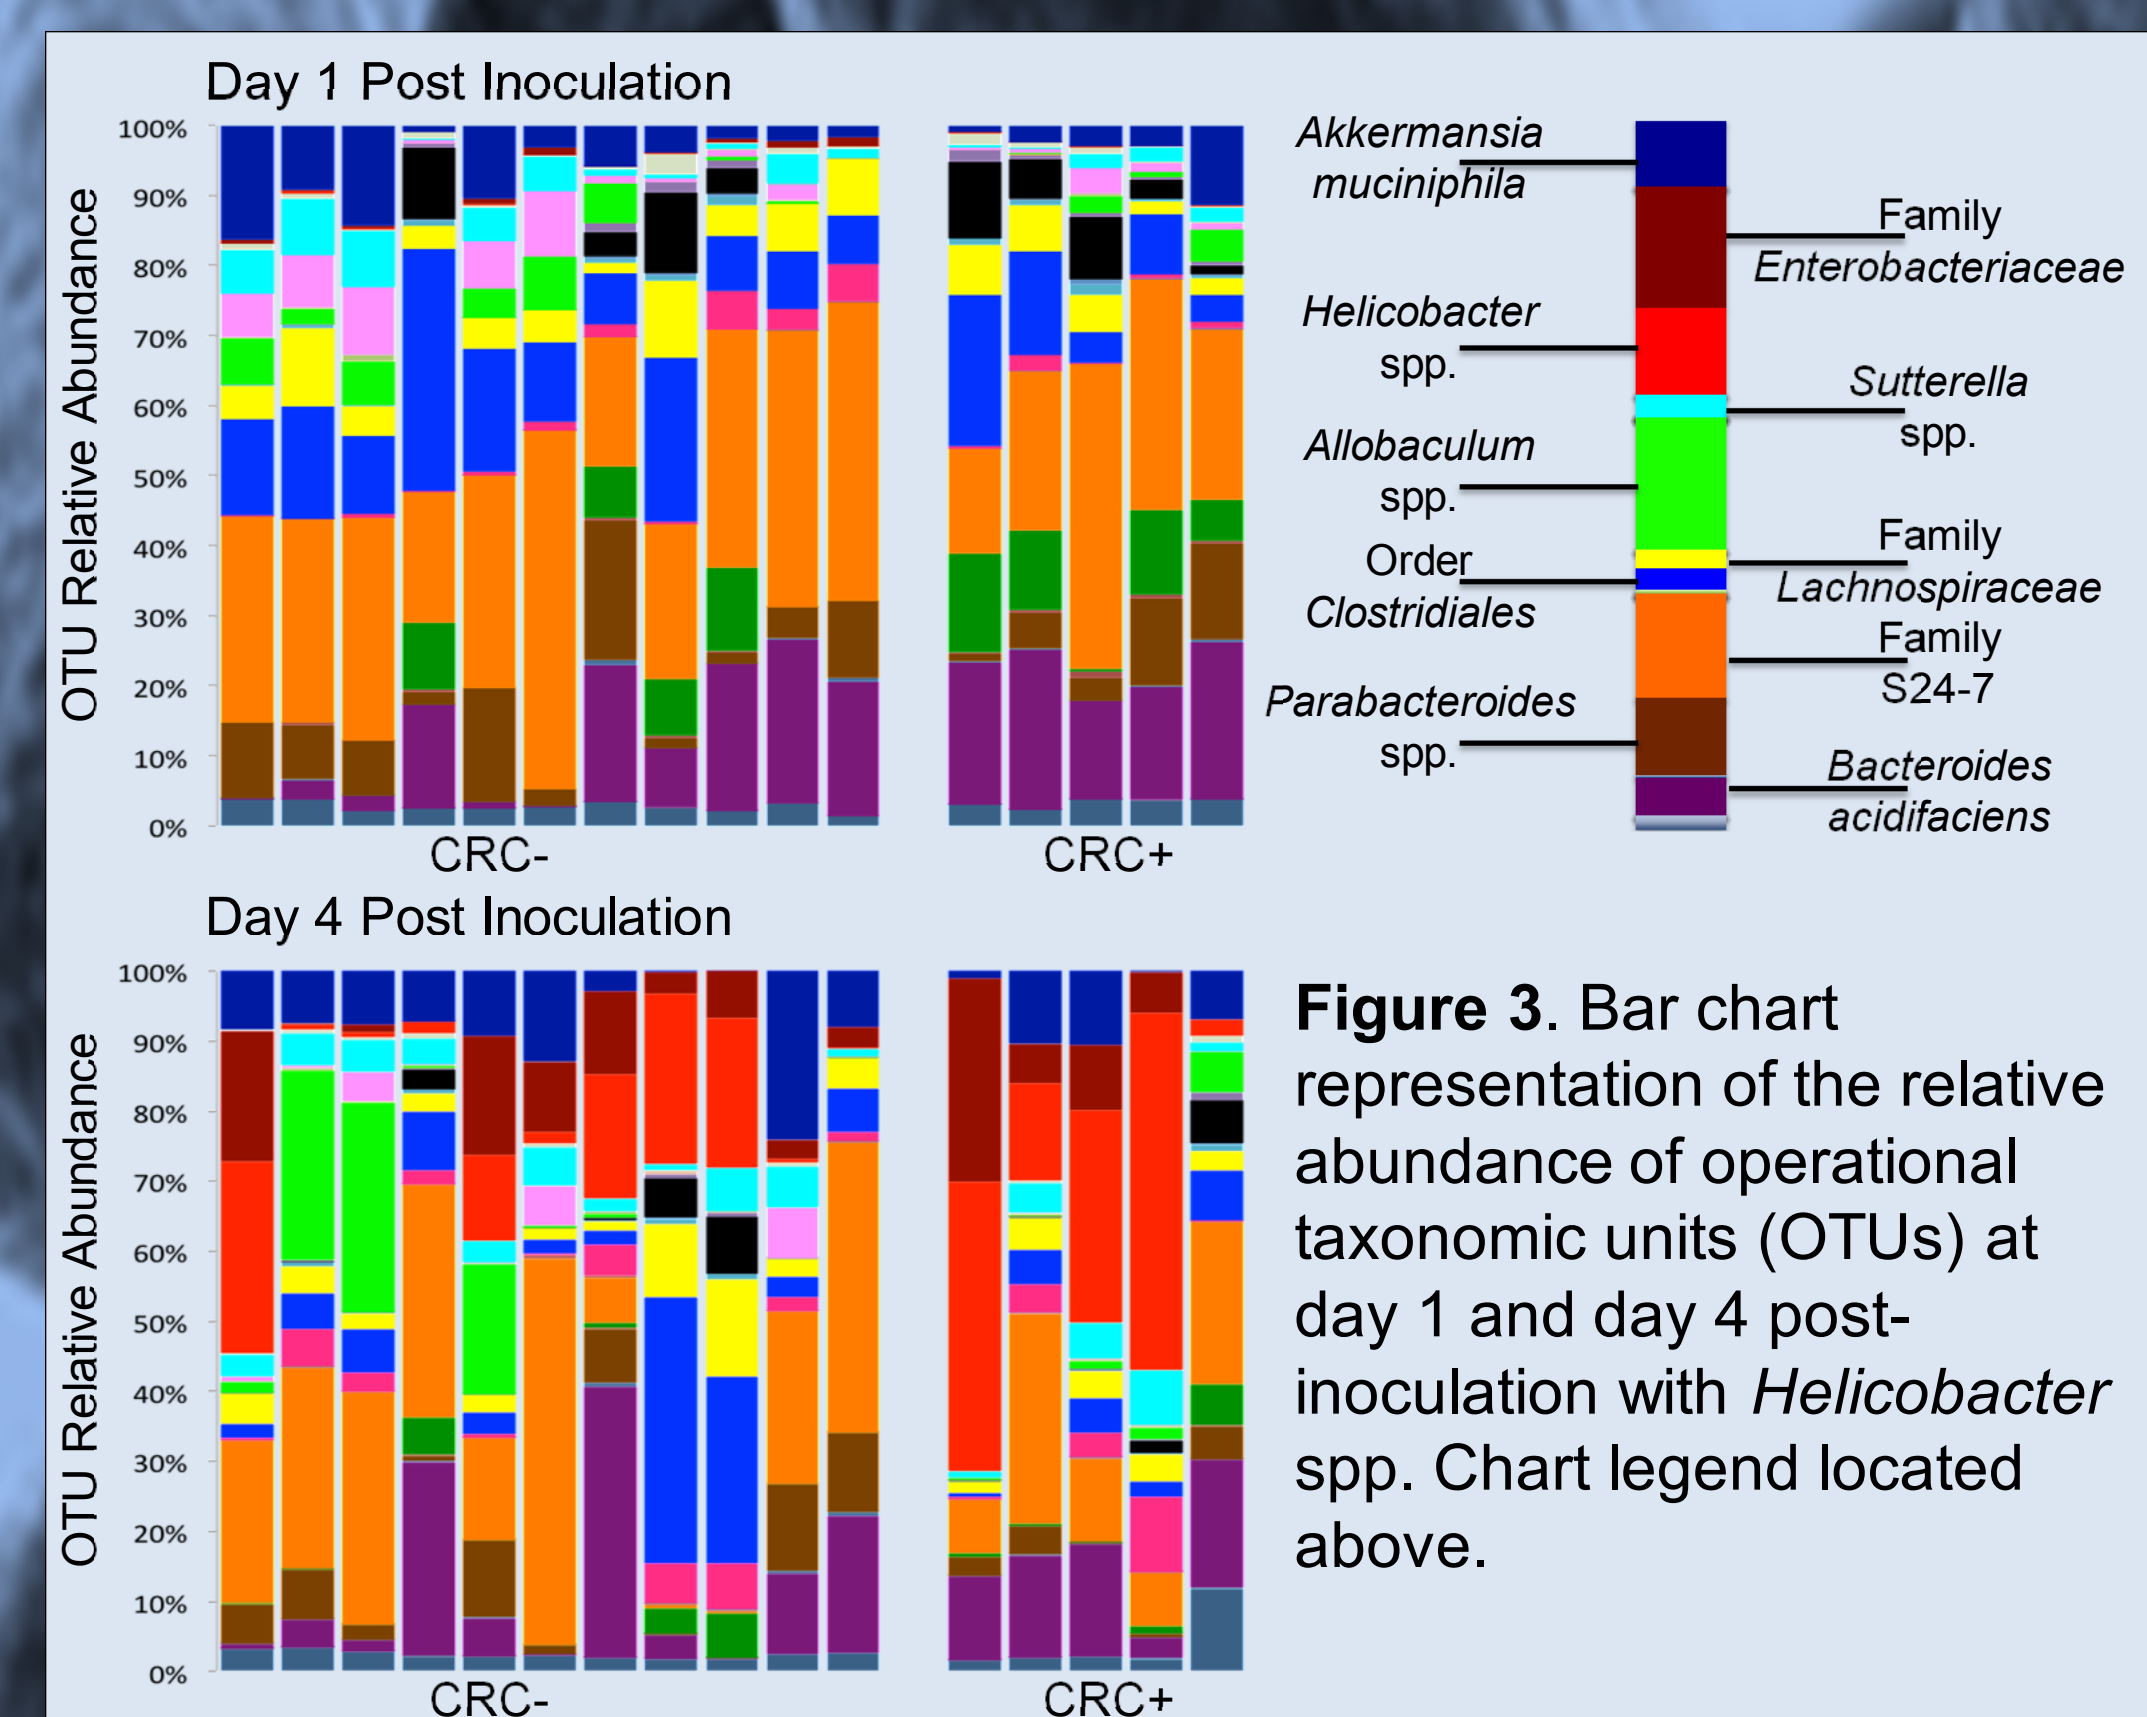 Day 1 Post Inoculation
100%
90%
80%
70%
60%
50%
40%
30%
20%
10%
0%
OTU Relative Abundance
CRC-
CRC+
Akkermansia
muciniphila
Family
Enterobacteriaceae
Helicobacter
spp.
Sutterella
spp.
Allobaculum
spp.
Family
Lachnospiraceae
Order
Clostridiales
Family
S24-7
Parabacteroides
spp.
Bacteroides
acidifaciens
Day 4 Post Inoculation
100%
90%
80%
70%
60%
50%
40%
30%
20%
10%
0%
OTU Relative Abundance
CRC-
CRC+
Figure 3. Bar chart
representation of the relative
abundance of operational
taxonomic units (OTUs) at
day 1 and day 4 post-
inoculation with Helicobacter
spp. Chart legend located
above.